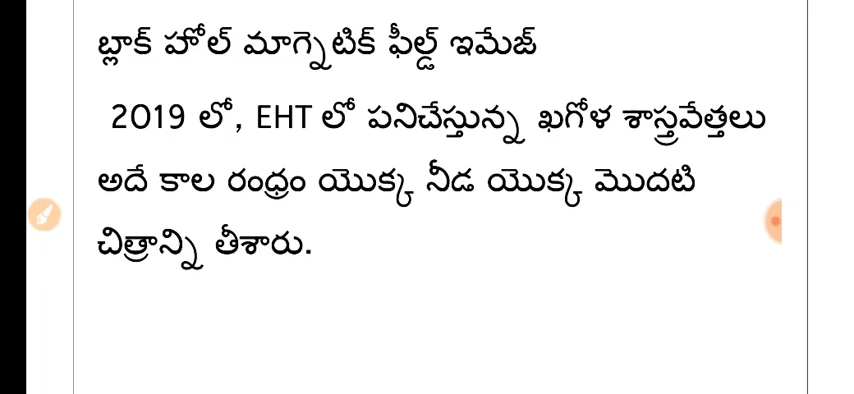 బ్లాక్ హోల్ మాగ్నెటిక్ ఫీల్డ్ ఇమేజ్
2019 లో, EHT లో పనిచేస్తున్న ఖగోళ శాస్త్రవేత్తలు
అదే కాల రంధ్రం యొక్క నీడ యొక్క మొదటి
చిత్రాన్ని తీశారు.